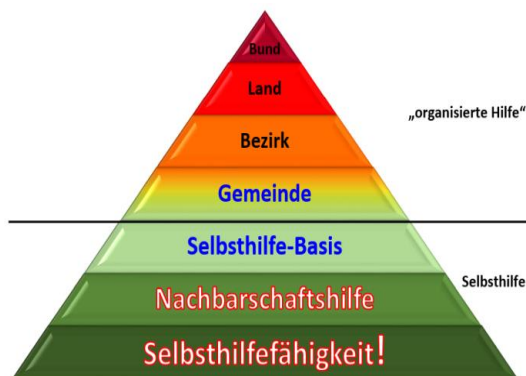 Bund
Land
„organisierte Hilfe“
Bezirk
Gemeinde
Selbsthilfe-Basis
Selbsthilfe
Nachbarschaftshilfe
Selbsthilfefähigkeit!